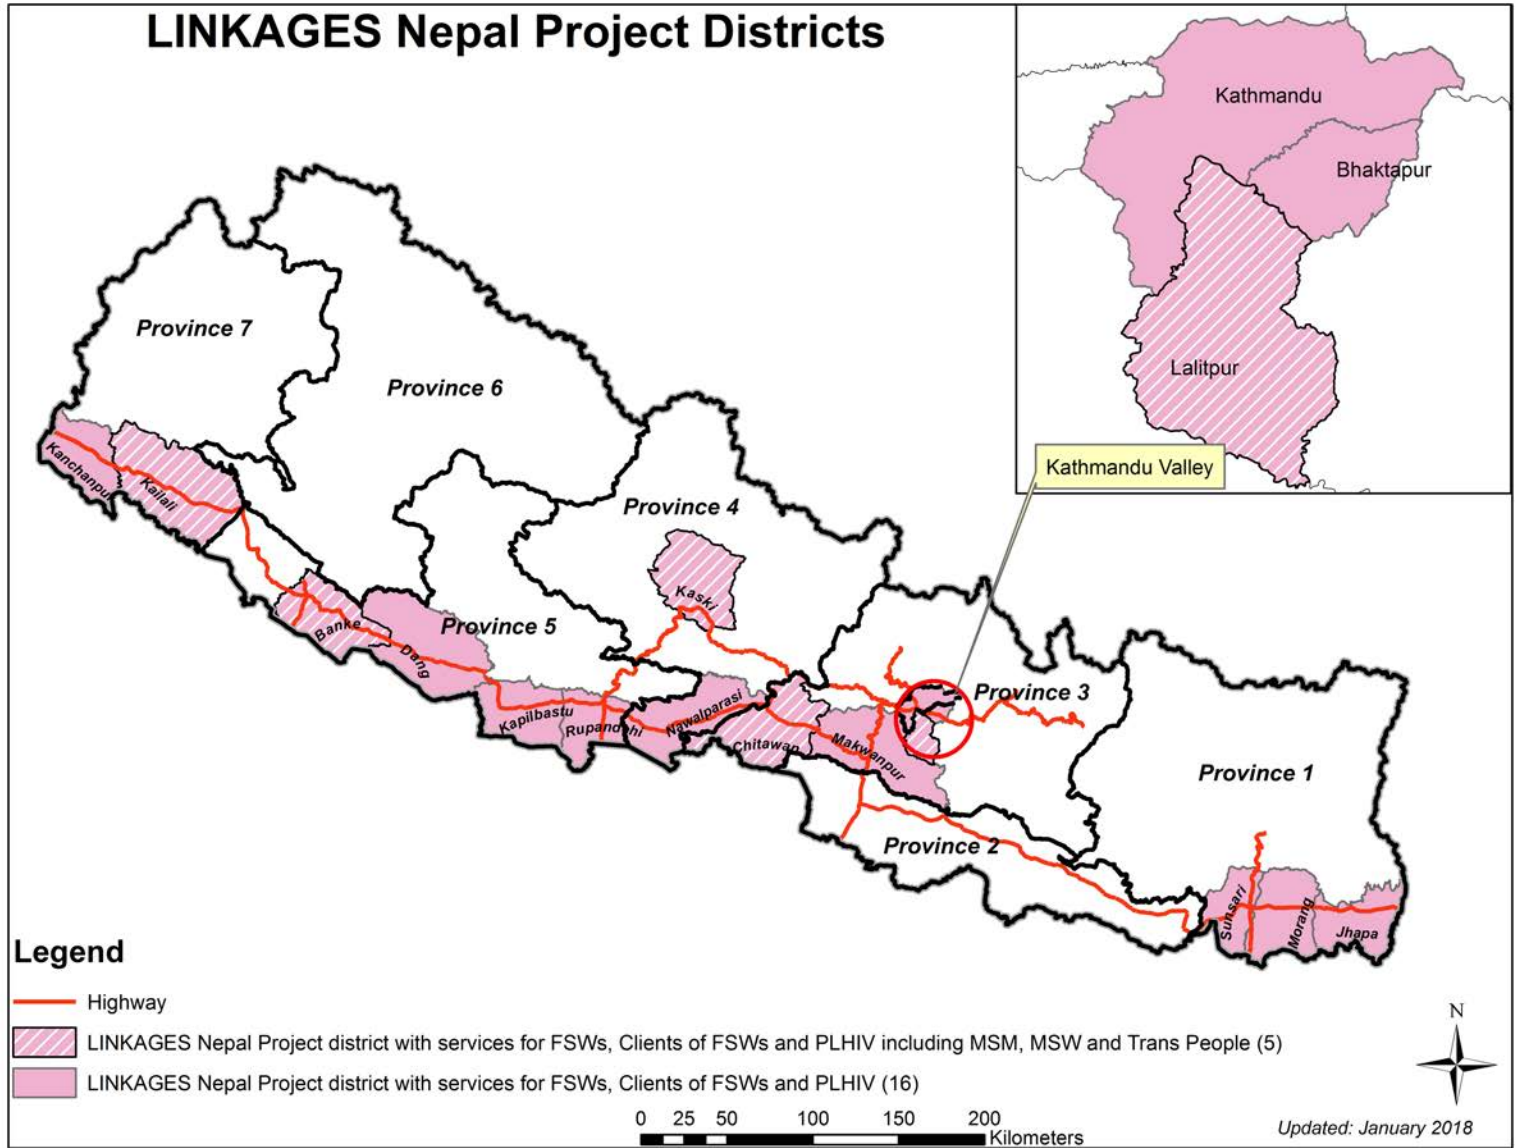 LINKAGES Nepal Project Districts
Kathmandu
Bhaktapur
Lalitpur
Kathmandu Valley
Province 7
Province 6
Province 4
Province 5
Province 3
Province 1
Province 2
Kanchanpur
Kailali
Banke
Dang
Kaski
Kapilbastu
Rupandehi
Nawalparasi
Chitawan
Makwanpur
Sunsari
Morang
Jhapa
Legend
Highway
LINKAGES Nepal Project district with services for FSWs, Clients of FSWs and PLHIV including MSM, MSW and Trans People (5)
LINKAGES Nepal Project district with services for FSWs, Clients of FSWs and PLHIV (16)
0 25 50 100 150 200
Kilometers
N
Updated: January 2018